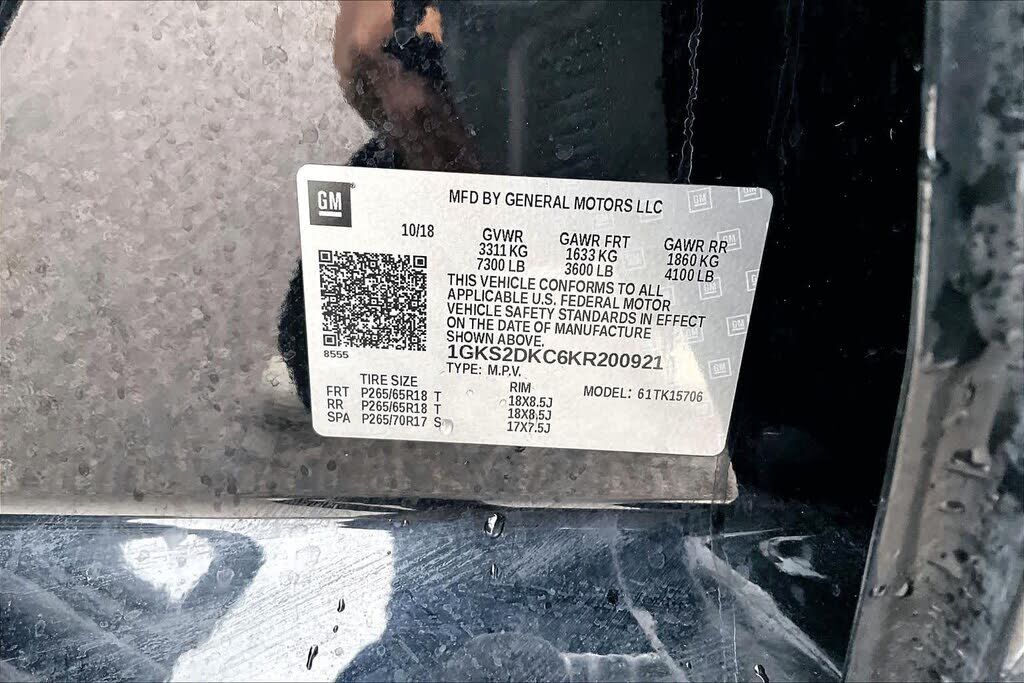 GM
MFD BY GENERAL MOTORS LLC
10/18 GVWR GAWR FRT GAWR RR
3311 KG 1633 KG 1860 KG
7300 LB 3600 LB 4100 LB
THIS VEHICLE CONFORMS TO ALL
APPLICABLE U.S. FEDERAL MOTOR
VEHICLE SAFETY STANDARDS IN EFFECT
ON THE DATE OF MANUFACTURE
SHOWN ABOVE.
8555
1GKS2DKC6KR200921
TYPE: M.P.V.
TIRE SIZE RIM MODEL: 61TK15706
FRT P265/65R18 T 18X8.5J
RR P265/65R18 T 18X8.5J
SPA P265/70R17 S 17X7.5J